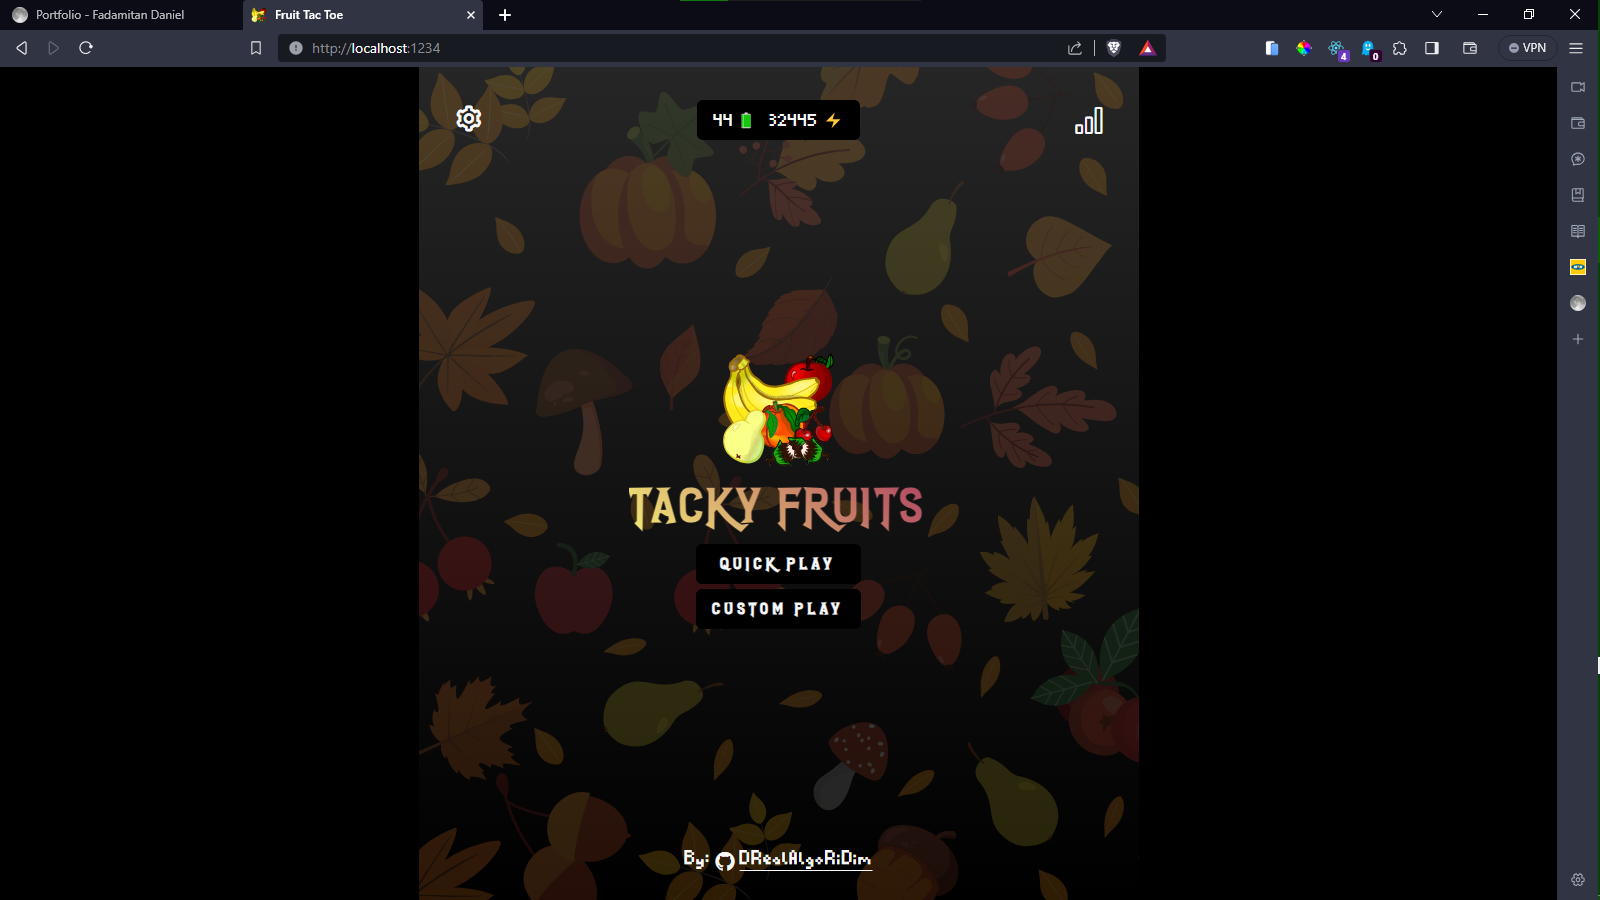 Portfolio - Fadamitan Daniel
Fruit Tac Toe
http://localhost:1234
4
0
VPN
44 32445
TACKY FRUITS
QUICK PLAY
CUSTOM PLAY
By: DRealAlgoRiDim